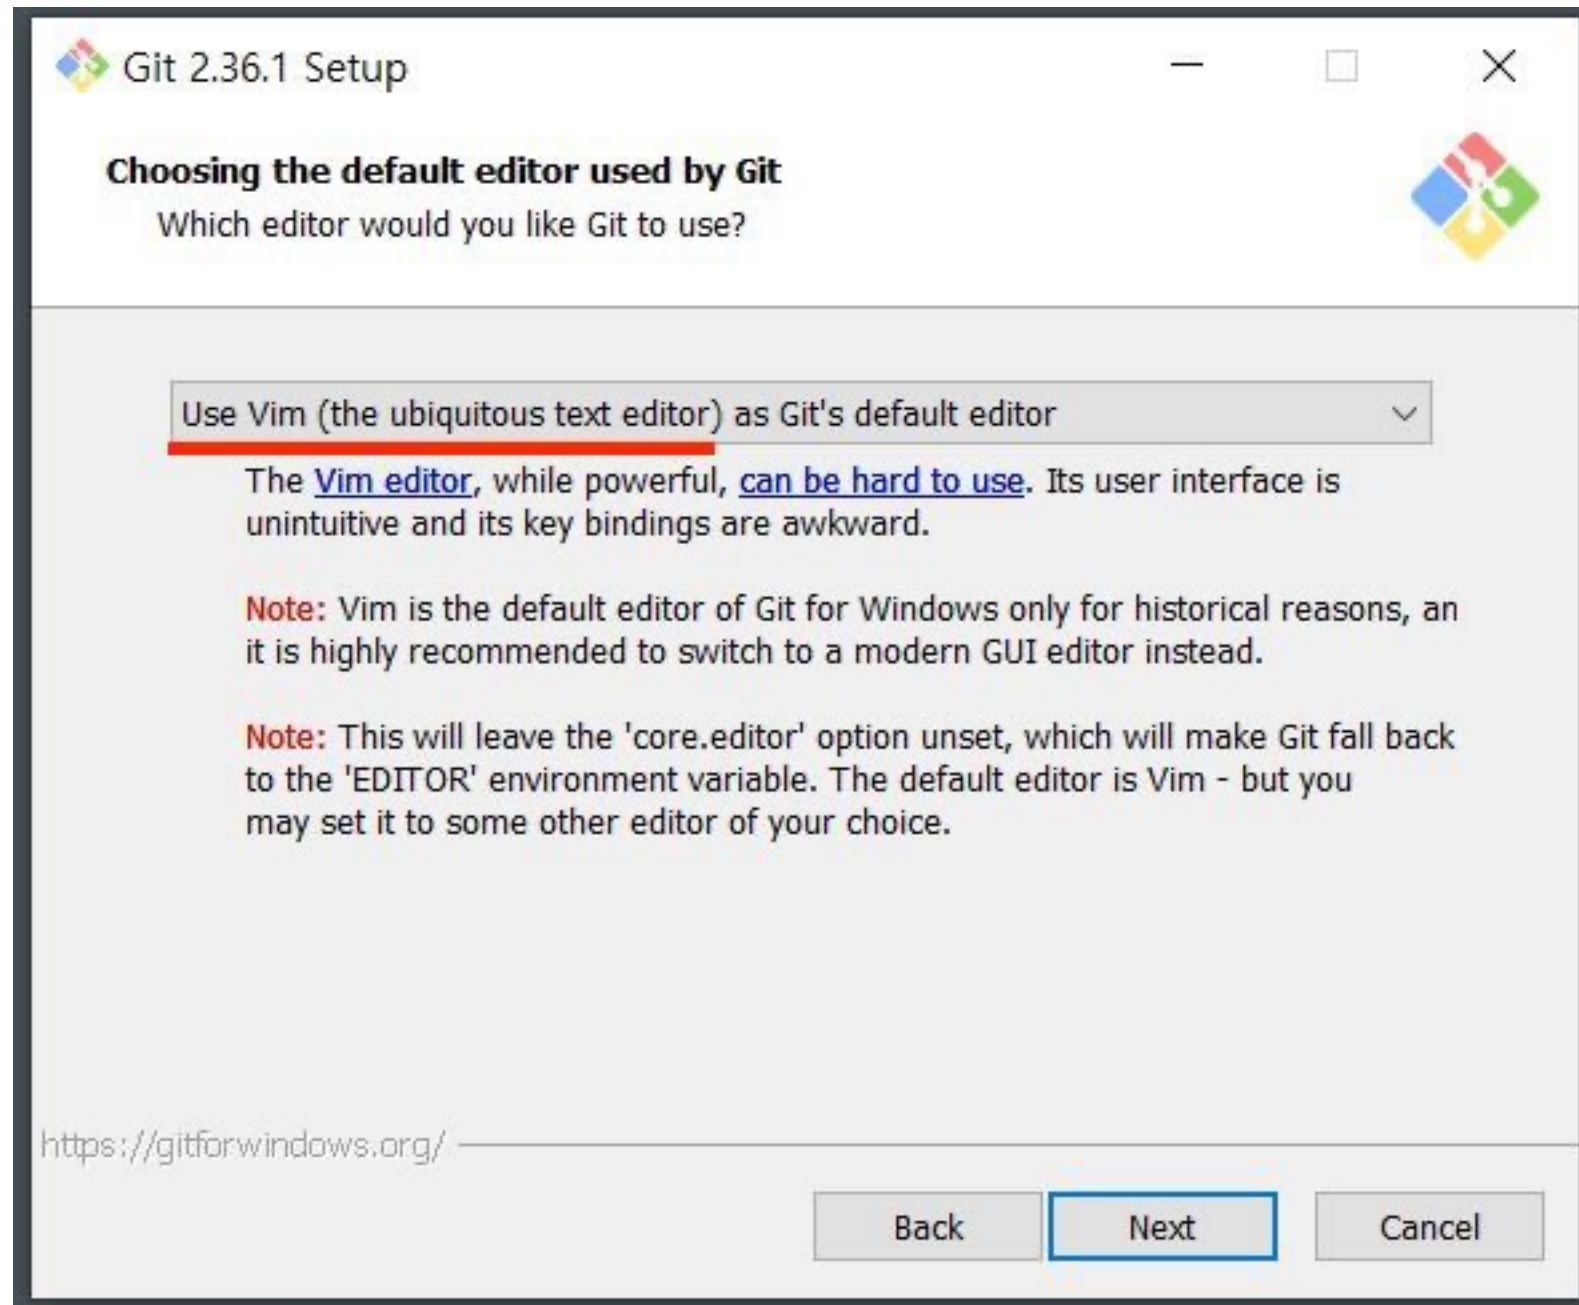 Git 2.36.1 Setup
Choosing the default editor used by Git
Which editor would you like Git to use?
Use Vim (the ubiquitous text editor) as Git's default editor
The Vim editor, while powerful, can be hard to use. Its user interface is
unintuitive and its key bindings are awkward.
Note: Vim is the default editor of Git for Windows only for historical reasons, an
it is highly recommended to switch to a modern GUI editor instead.
Note: This will leave the 'core.editor' option unset, which will make Git fall back
to the 'EDITOR' environment variable. The default editor is Vim - but you
may set it to some other editor of your choice.
https://gitforwindows.org/
Back Next Cancel